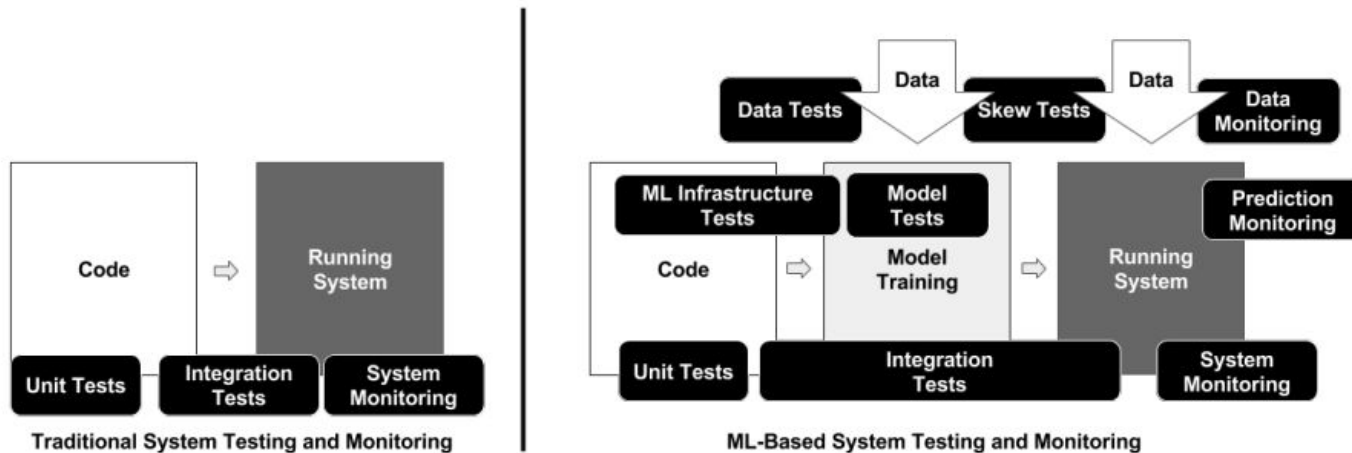 Code
Running
System
Unit Tests
Integration
Tests
System
Monitoring
Traditional System Testing and Monitoring
Data
Data
Data Tests
Skew Tests
Data
Monitoring
ML Infrastructure
Tests
Model
Tests
Prediction
Monitoring
Code
Model
Training
Running
System
Unit Tests
Integration
Tests
System
Monitoring
ML-Based System Testing and Monitoring